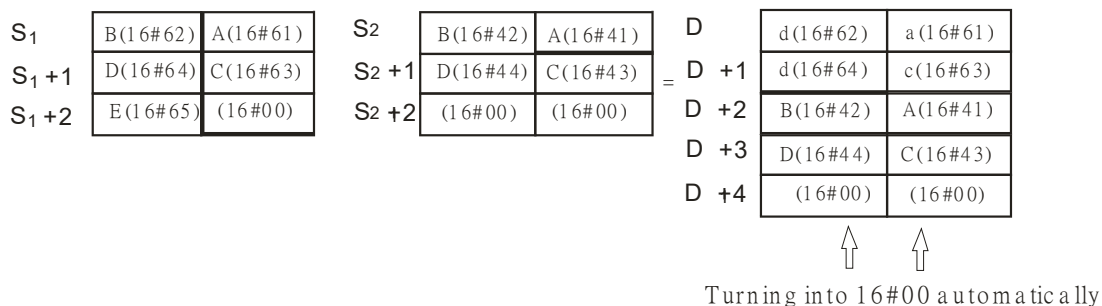 S1 B(16#62) A(16#61) S2 B(16#42) A(16#41) D d(16#62) a(16#61)
S1 +1 D(16#64) C(16#63) S2 +1 D(16#44) C(16#43) = D +1 d(16#64) c(16#63)
S1 +2 E(16#65) (16#00) S2 +2 (16#00) (16#00) D +2 B(16#42) A(16#41)
D +3 D(16#44) C(16#43)
D +4 (16#00) (16#00)
Turning into 16#00 automatically